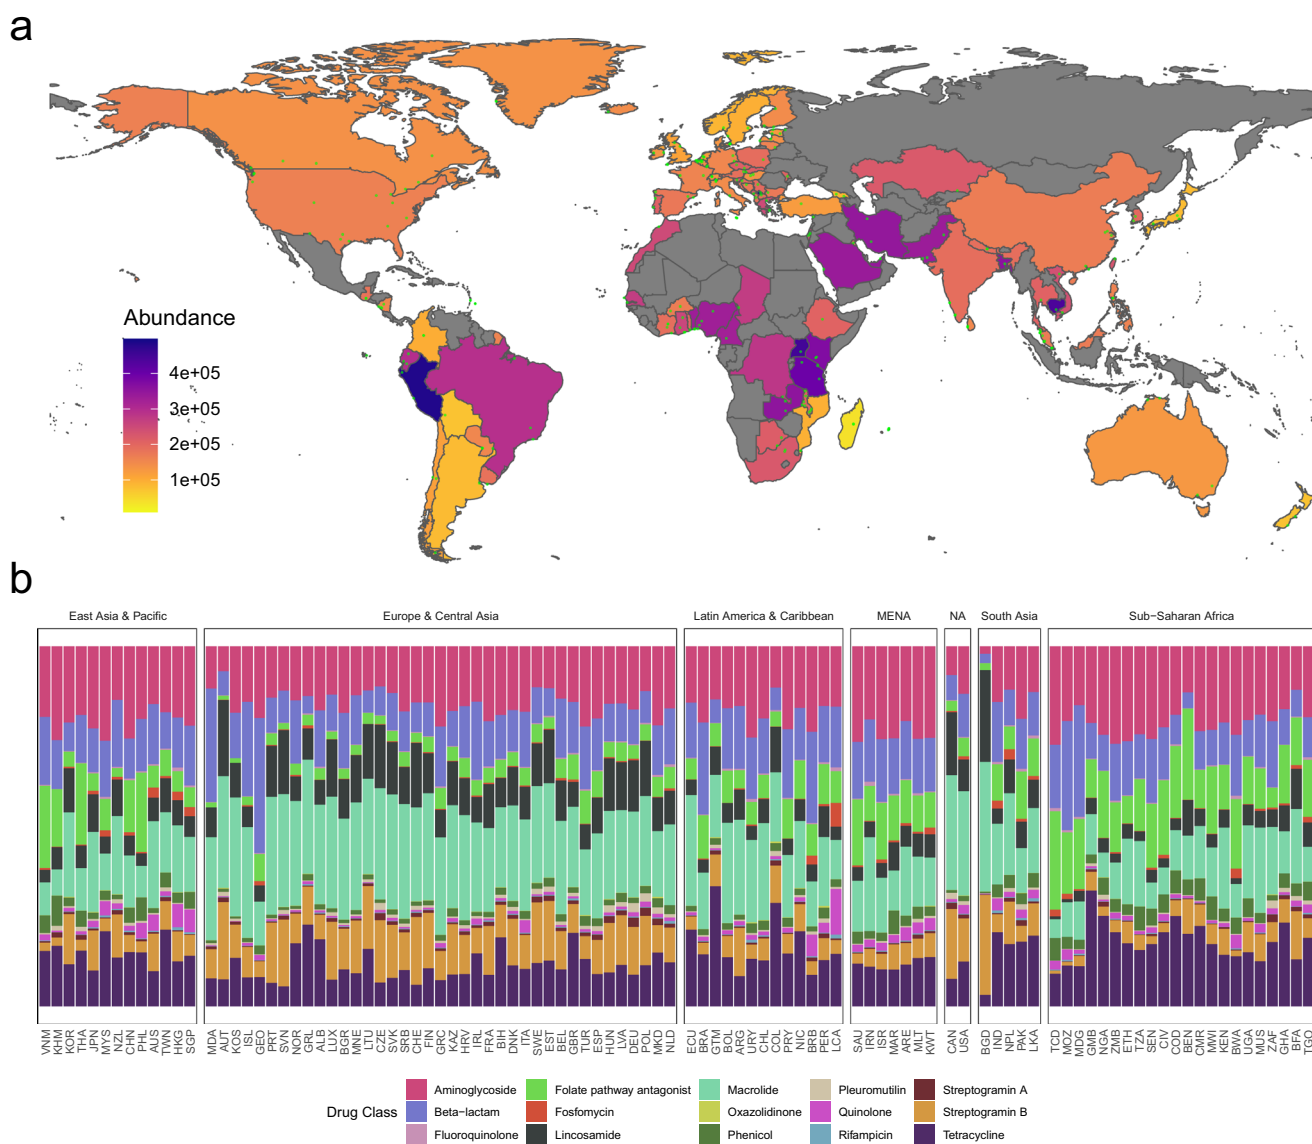 a
Abundance
4e+05
3e+05
2e+05
1e+05
b
East Asia & Pacific Europe & Central Asia Latin America & Caribbean MENA NA South Asia Sub−Saharan Africa
VNM KHM KOR THA JPN MYS NZL CHN PHL AUS TWN HKG SGP MDA AUT KOS ISL GEO PRT SVN NOR GRL ALB LUX BGR MNE LTU CZE SVK SRB CHE FIN GRC KAZ HRV IRL FRA BIH DNK ITA SWE EST BEL GBR TUR ESP HUN LVA DEU POL MKD NLD ECU BRA GTM BOL ARG URY CHL COL PRY NIC BRB PER LCA SAU IRN ISR MAR ARE MLT KWT CAN USA BGD IND NPL PAK LKA TCD MOZ MDG GMB NGA ZMB ETH TZA SEN CIV COD BEN CMR MWI KEN BWA UGA MUS ZAF GHA BFA TGO
Aminoglycoside Folate pathway antagonist Macrolide Pleuromutilin Streptogramin A
Drug Class Beta−lactam Fosfomycin Oxazolidinone Quinolone Streptogramin B
Fluoroquinolone Lincosamide Phenicol Rifampicin Tetracycline